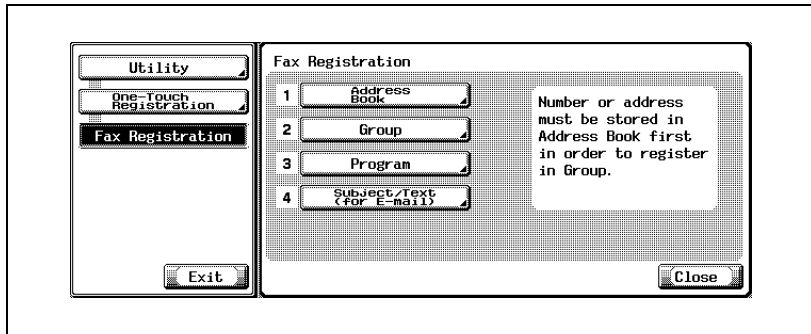 Utility
One-Touch
Registration
Fax Registration
Exit
Fax Registration
1 Address
Book
2 Group
3 Program
4 Subject/Text
(for E-mail)
Number or address
must be stored in
Address Book first
in order to register
in Group.
Close